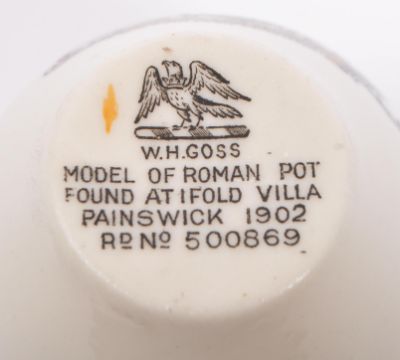 W.H.GOSS
MODEL OF ROMAN POT
FOUND AT IFOLD VILLA
PAINSWICK 1902
RD NO 500869